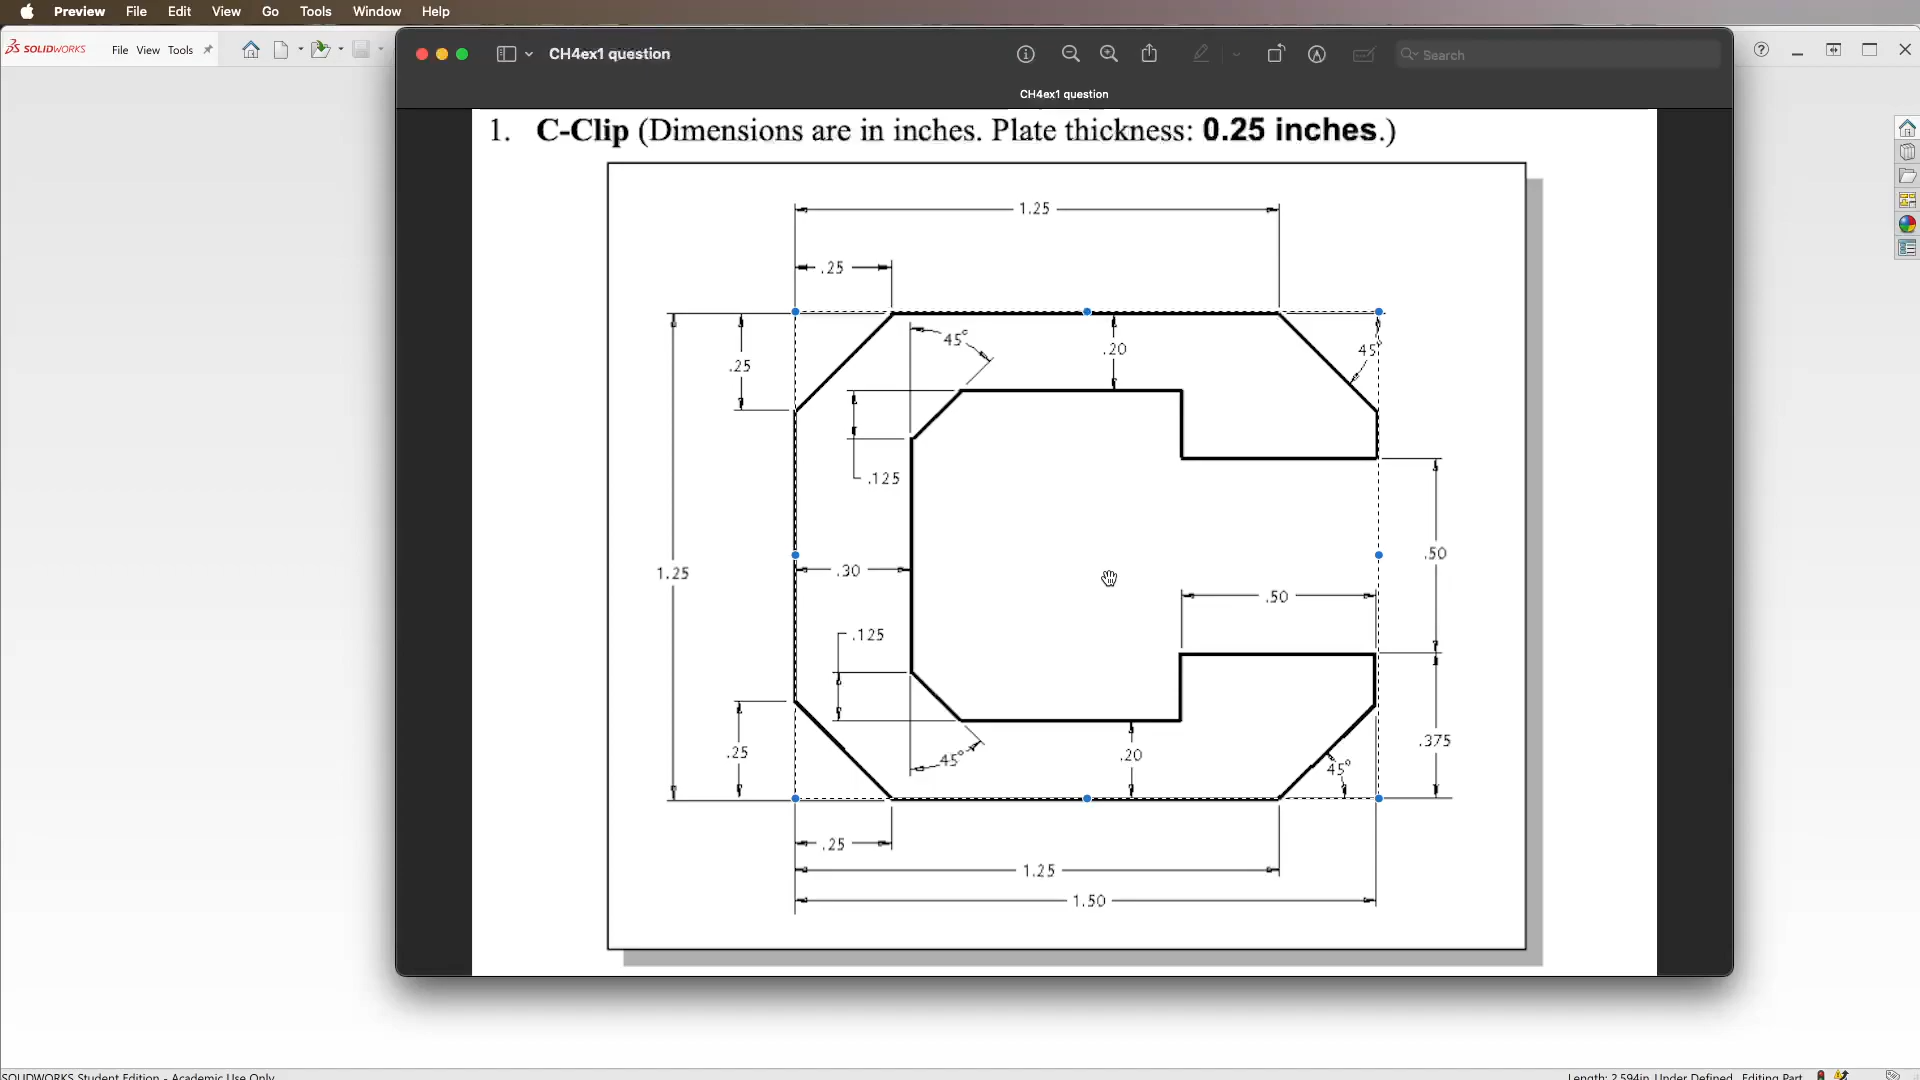 Preview File Edit View Go Tools Window Help
SOLIDWORKS File View Tools
CH4ex1 question
Search
CH4ex1 question
1. C-Clip (Dimensions are in inches. Plate thickness: 0.25 inches.)
1.25
.25
45°
.20
45°
.25
.125
.50
.30
1.25
.50
.125
.375
.25
.20
45°
45°
.25
1.25
1.50
SOLIDWORKS Student Edition - Academic Use Only
Length: 2.594in Under Defined Editing Part